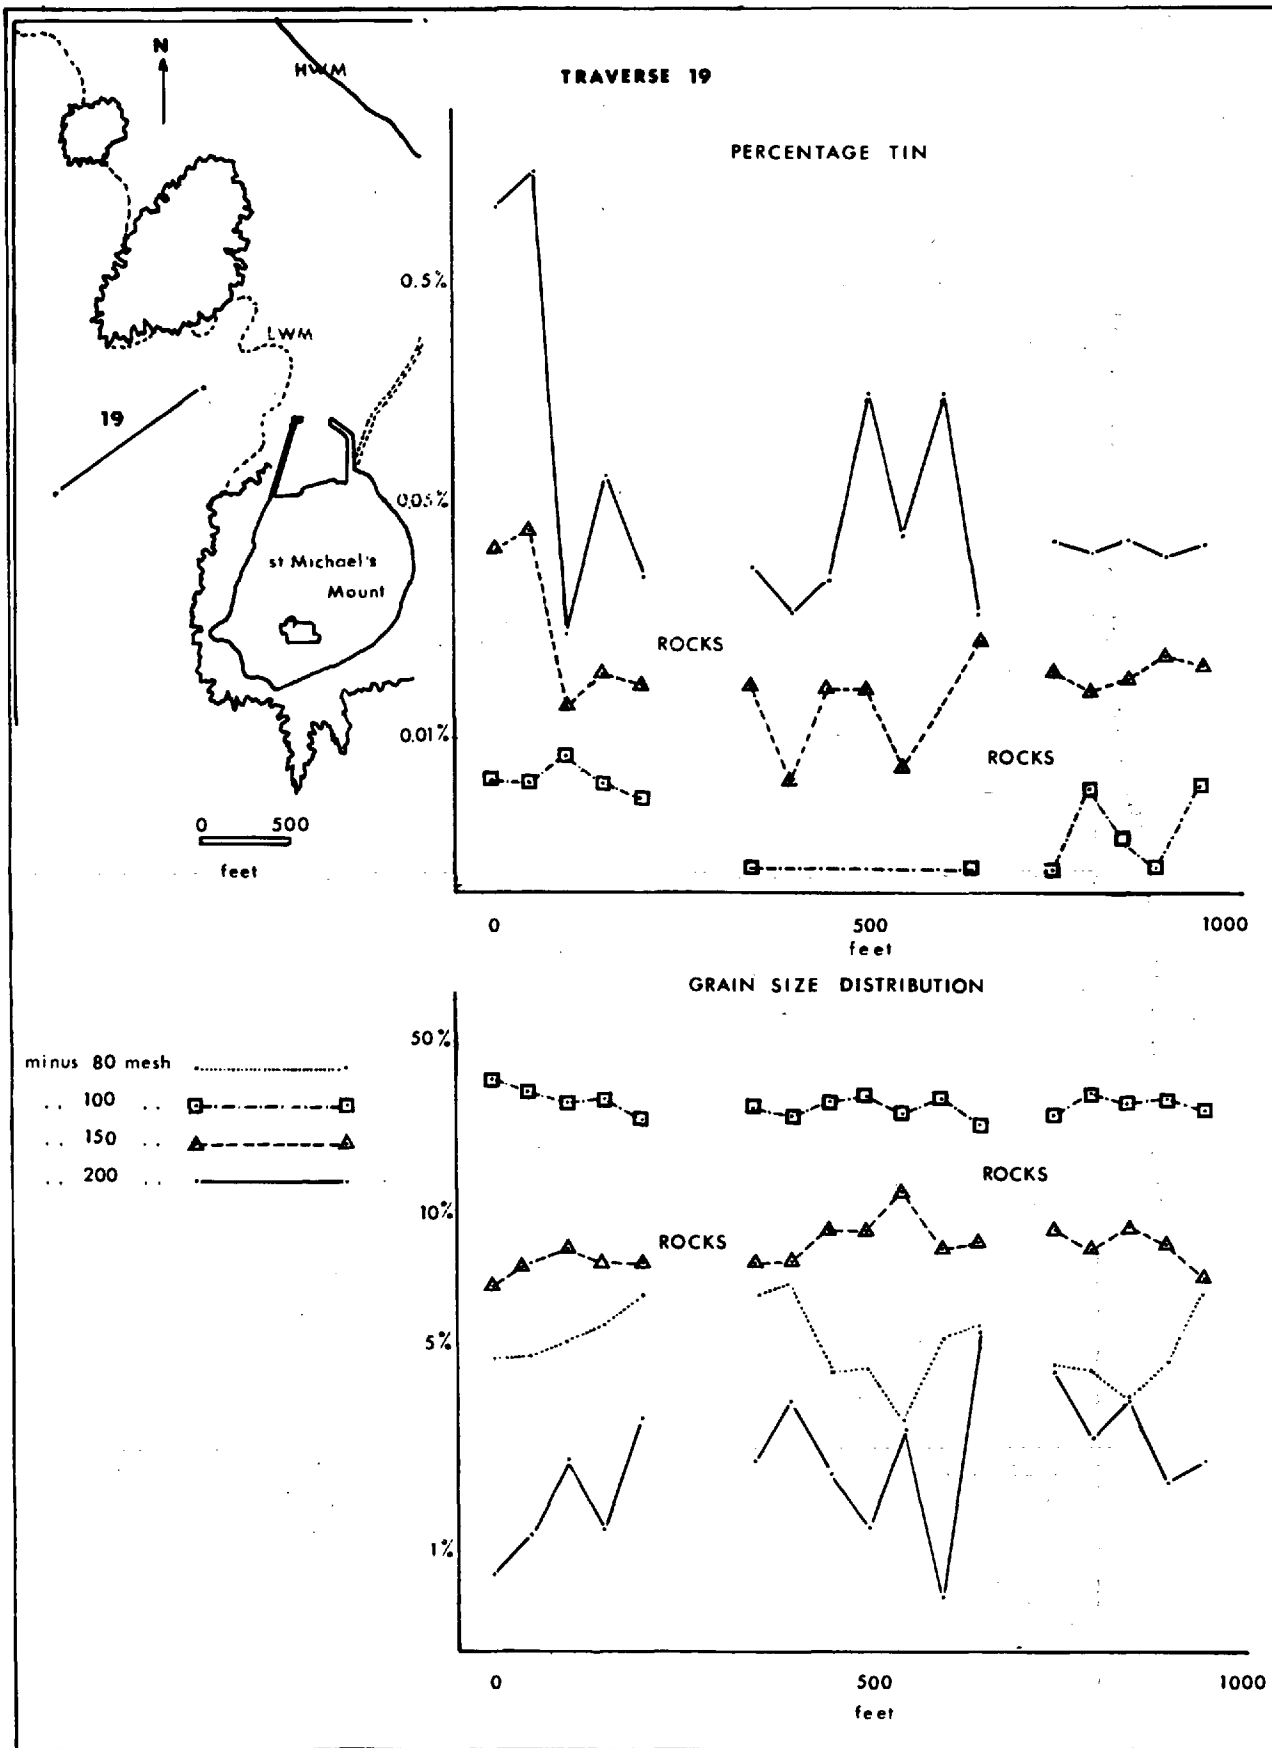 TRAVERSE 19
N
HWM
LWM
19
st Michael's
Mount
0 500
feet
PERCENTAGE TIN
0.5%
0.05%
0.01%
ROCKS
ROCKS
0 500 1000
feet
GRAIN SIZE DISTRIBUTION
50%
10%
5%
1%
ROCKS
ROCKS
0 500 1000
feet
minus 80 mesh
.. 100 ..
.. 150 ..
.. 200 ..